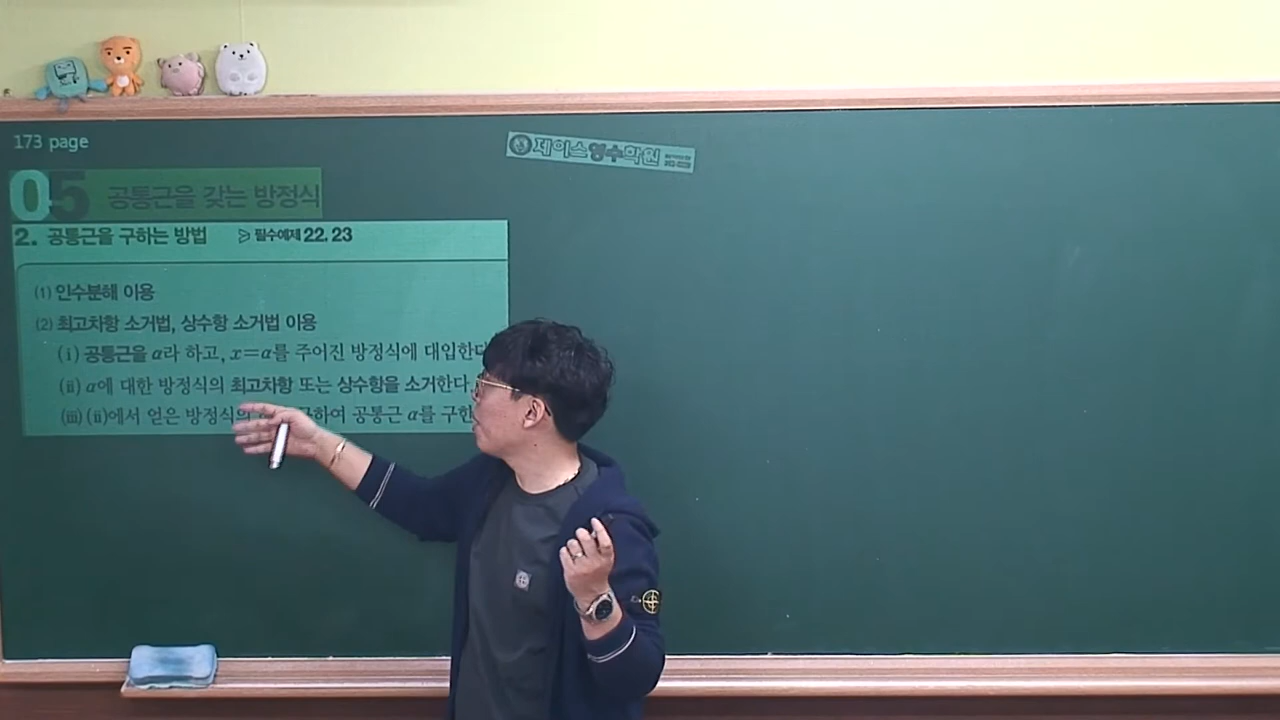 173 page
제이스영수학원
05 공통근을 갖는 방정식
2. 공통근을 구하는 방법 필수예제 22, 23
(1) 인수분해 이용
(2) 최고차항 소거법, 상수항 소거법 이용
(i) 공통근을 α라 하고, x=α를 주어진 방정식에 대입한다
(ii) α에 대한 방정식의 최고차항 또는 상수항을 소거한다.
(iii) (ii)에서 얻은 방정식의 구하여 공통근 α를 구한